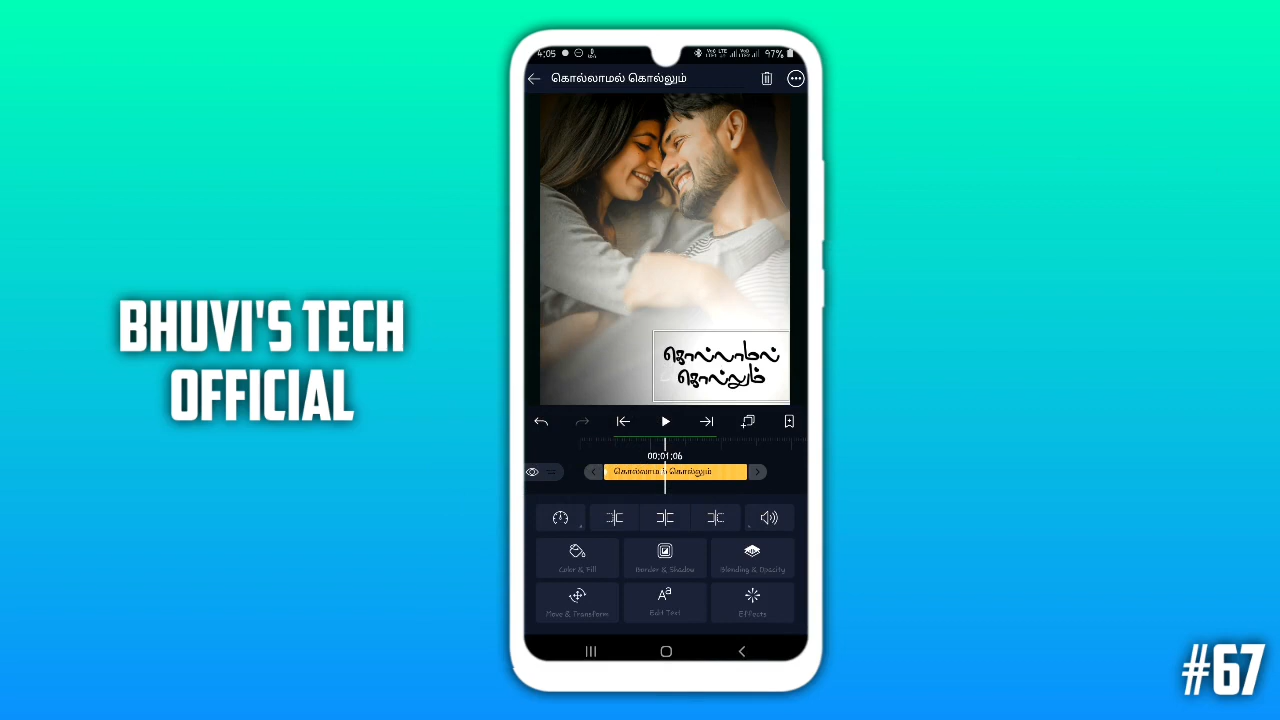 BHUVI'S TECH
OFFICIAL
4:05
97%
கொல்லாமல் கொல்லும்
கொல்லாமல்
கொல்லும்
00;01;06
கொல்லாமல் கொல்லும்
Color & Fill
Border & Shadow
Blending & Opacity
Move & Transform
Edit Text
Effects
#67